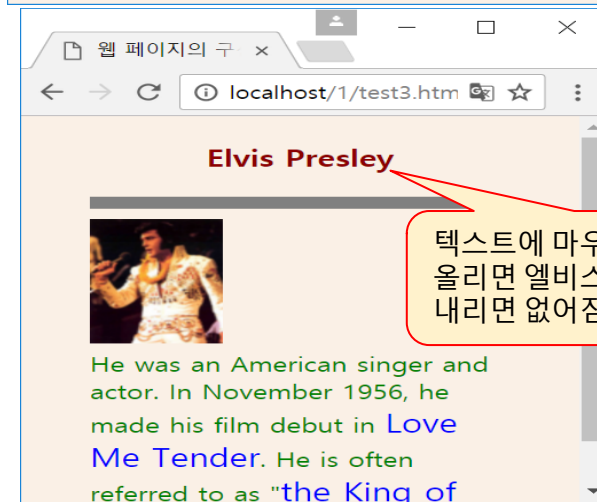 웹 페이지의 구
localhost/1/test3.htm
Elvis Presley
텍스트에 마우
올리면 엘비스
내리면 없어짐
He was an American singer and
actor. In November 1956, he
made his film debut in Love
Me Tender. He is often
referred to as "the King of